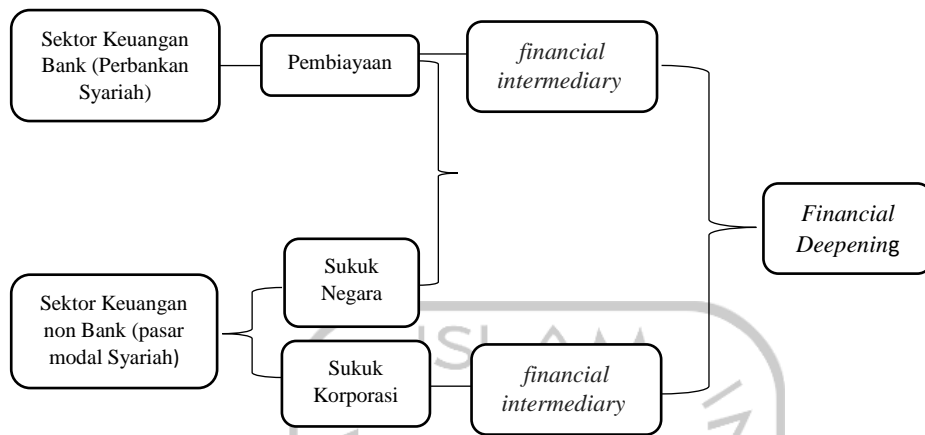 Sektor Keuangan
Bank (Perbankan
Syariah)
Pembiayaan
financial
intermediary
Financial
Deepening
Sukuk
Negara
Sektor Keuangan
non Bank (pasar
modal Syariah)
Sukuk
Korporasi
financial
intermediary
ISLAM